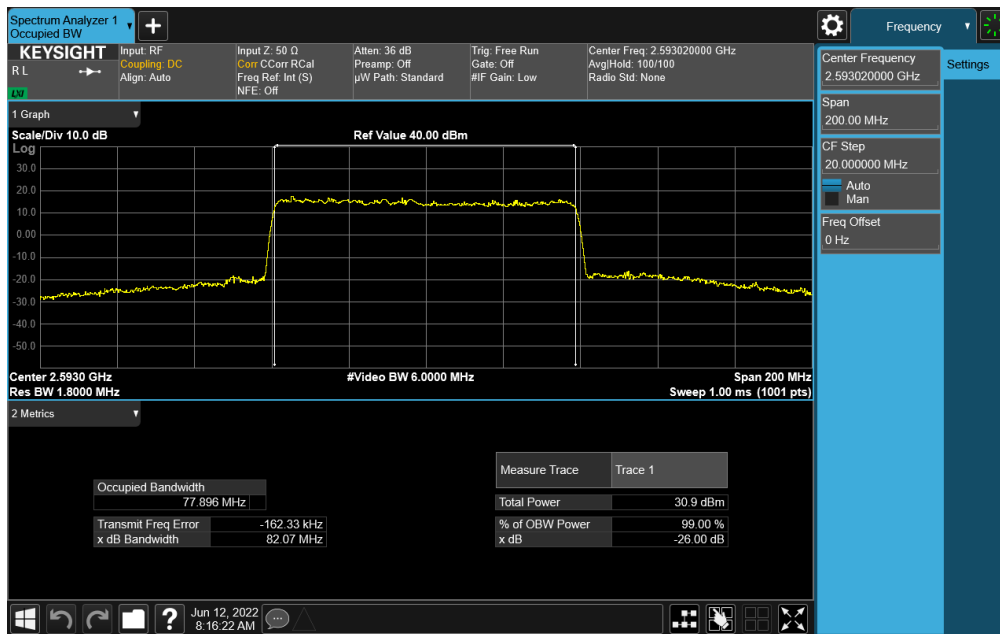 Spectrum Analyzer 1
Occupied BW
Frequency
KEYSIGHT
R L
LXI
Input: RF
Coupling: DC
Align: Auto
Input Z: 50 Ω
Corr CCorr RCal
Freq Ref: Int (S)
NFE: Off
Atten: 36 dB
Preamp: Off
µW Path: Standard
Trig: Free Run
Gate: Off
#IF Gain: Low
Center Freq: 2.593020000 GHz
Avg|Hold: 100/100
Radio Std: None
Center Frequency
2.593020000 GHz
Settings
Span
200.00 MHz
CF Step
20.000000 MHz
Auto
Man
Freq Offset
0 Hz
1 Graph
Scale/Div 10.0 dB
Ref Value 40.00 dBm
Log
30.0
20.0
10.0
0.00
-10.0
-20.0
-30.0
-40.0
-50.0
Center 2.5930 GHz
#Video BW 6.0000 MHz
Span 200 MHz
Res BW 1.8000 MHz
Sweep 1.00 ms (1001 pts)
2 Metrics
Occupied Bandwidth
77.896 MHz
Transmit Freq Error -162.33 kHz
x dB Bandwidth 82.07 MHz
Measure Trace Trace 1
Total Power 30.9 dBm
% of OBW Power 99.00 %
x dB -26.00 dB
?
Jun 12, 2022
8:16:22 AM